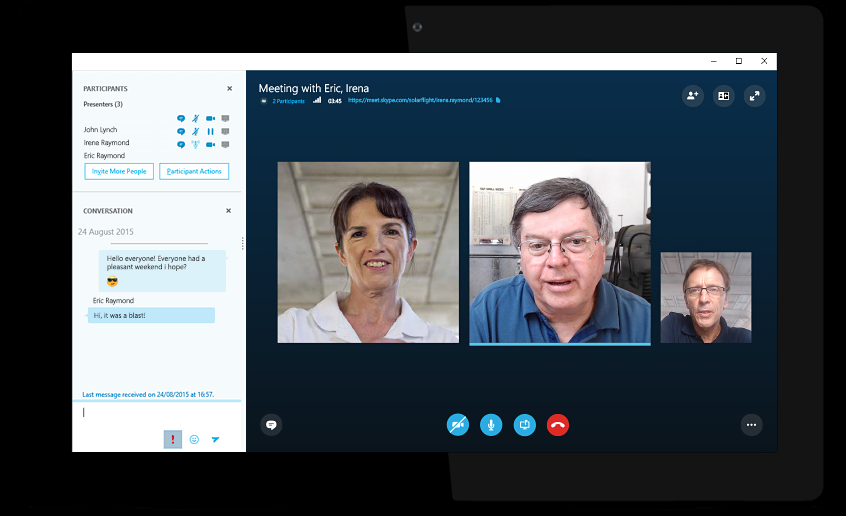 PARTICIPANTS
Presenters (3)
John Lynch
Irene Raymond
Eric Raymond
Invite More People
Participant Actions
CONVERSATION
24 August 2015
Hello everyone! Everyone had a
pleasant weekend i hope?
Eric Raymond
Hi, it was a blast!
Last message received on 24/08/2015 at 16:57.
Meeting with Eric, Irena
2 Participants
03:45
https://meet.skype.com/solarflight/irena.raymond/123456